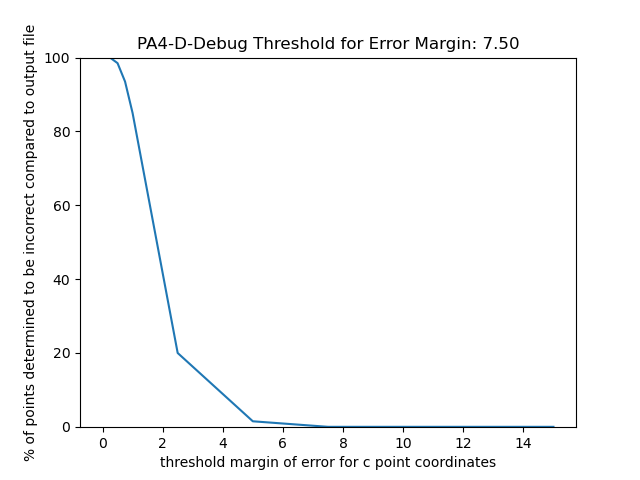 PA4-D-Debug Threshold for Error Margin: 7.50
% of points determined to be incorrect compared to output file
100
80
60
40
20
0
0 2 4 6 8 10 12 14
threshold margin of error for c point coordinates